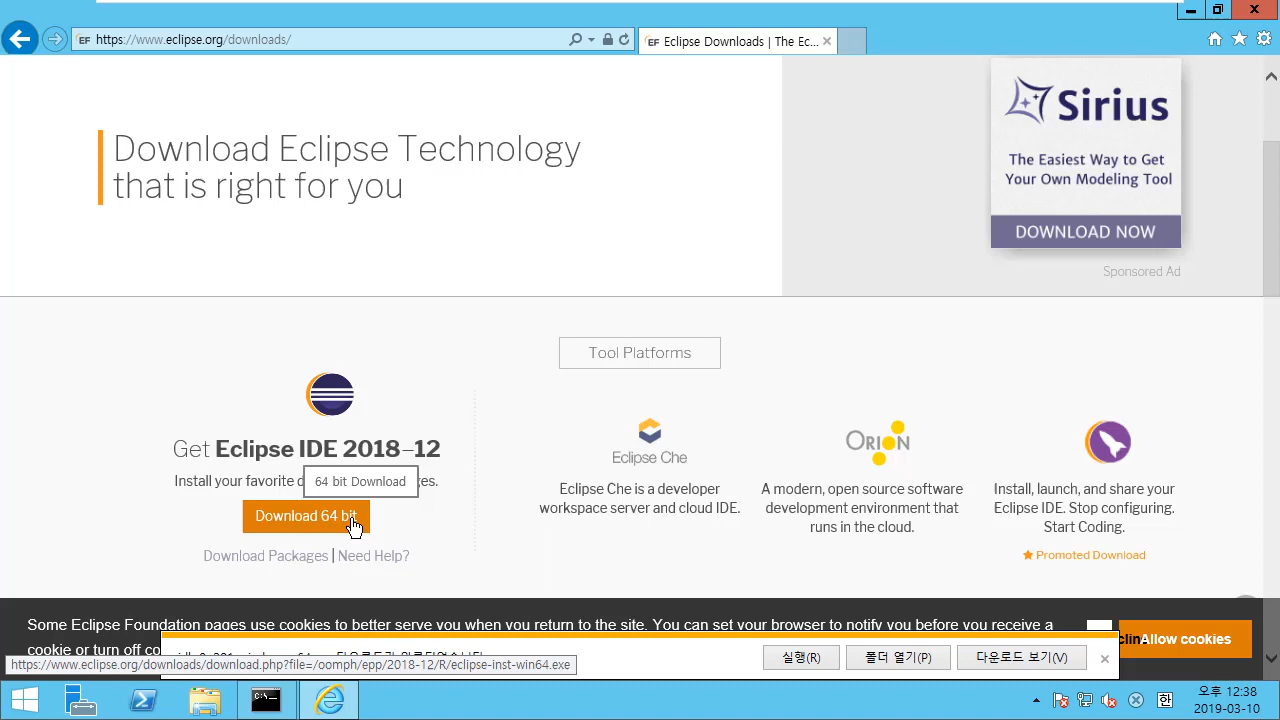 https://www.eclipse.org/downloads/
EF Eclipse Downloads | The Ec...
Download Eclipse Technology
that is right for you
Sirius
The Easiest Way to Get
Your Own Modeling Tool
DOWNLOAD NOW
Sponsored Ad
Tool Platforms
Get Eclipse IDE 2018-12
Install your favorite d
es.
64 bit Download
Download 64 bit
Download Packages | Need Help?
Eclipse Che
Eclipse Che is a developer
workspace server and cloud IDE.
ORION
A modern, open source software
development environment that
runs in the cloud.
Install, launch, and share your
Eclipse IDE. Stop configuring.
Start Coding.
Promoted Download
Some Eclipse Foundation pages use cookies to better serve you when you return to the site. You can set your browser to notify you before you receive a
cookie or turn off co
clin
Allow cookies
실행(R)
폴더 열기(P)
다운로드 보기(V)
https://www.eclipse.org/downloads/download.php?file=/oomph/epp/2018-12/R/eclipse-inst-win64.exe
C:\
한
오후 12:38
2019-03-10